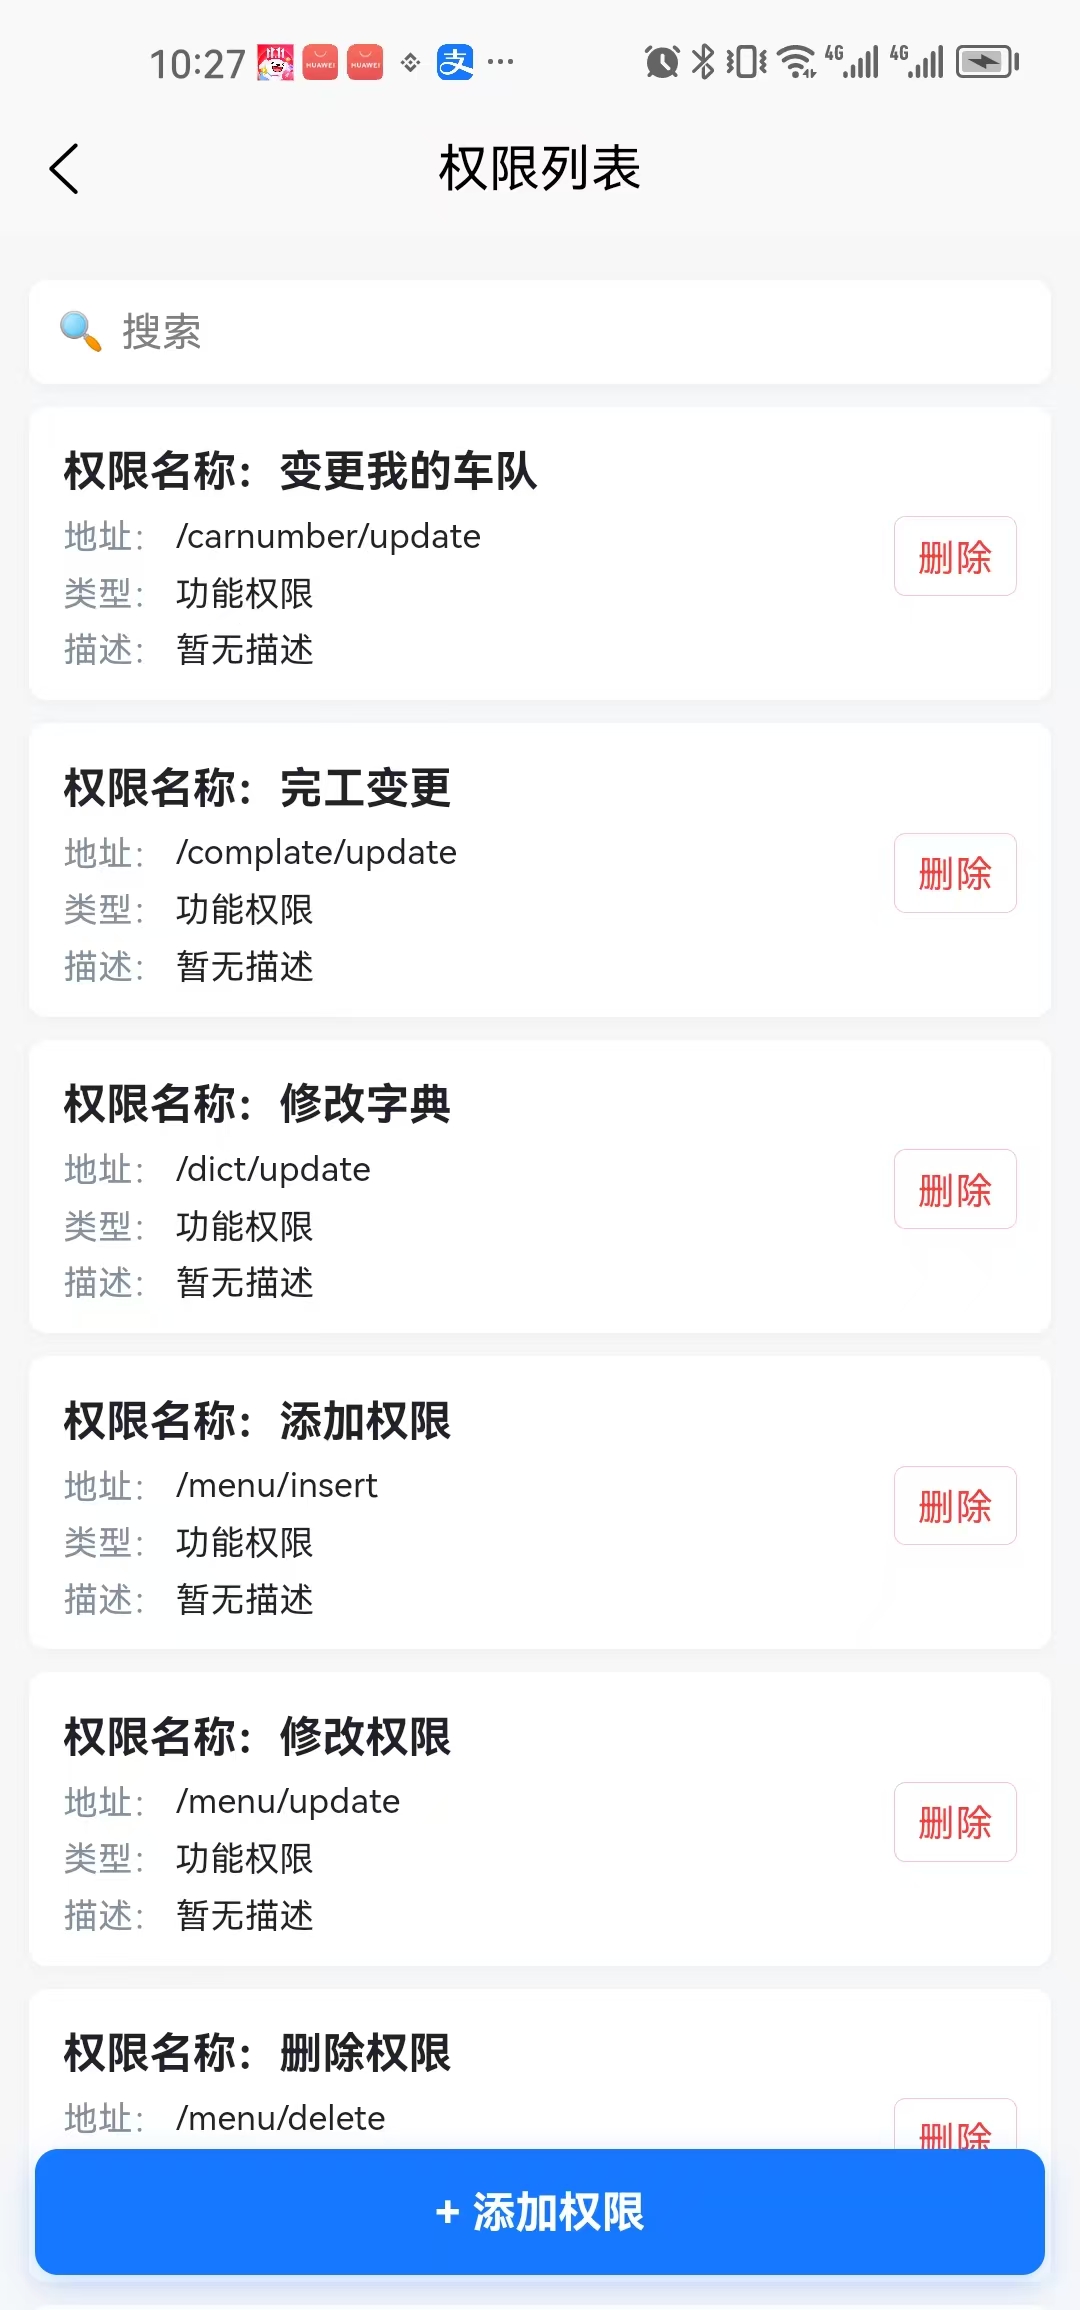 10:27
HUAWEI HUAWEI 支 ... 4G 4G
权限列表
搜索
权限名称：变更我的车队
地址： /carnumber/update
删除
类型： 功能权限
描述： 暂无描述
权限名称：完工变更
地址： /complate/update
删除
类型： 功能权限
描述： 暂无描述
权限名称：修改字典
地址： /dict/update
删除
类型： 功能权限
描述： 暂无描述
权限名称：添加权限
地址： /menu/insert
删除
类型： 功能权限
描述： 暂无描述
权限名称：修改权限
地址： /menu/update
删除
类型： 功能权限
描述： 暂无描述
权限名称：删除权限
地址： /menu/delete
删除
+ 添加权限